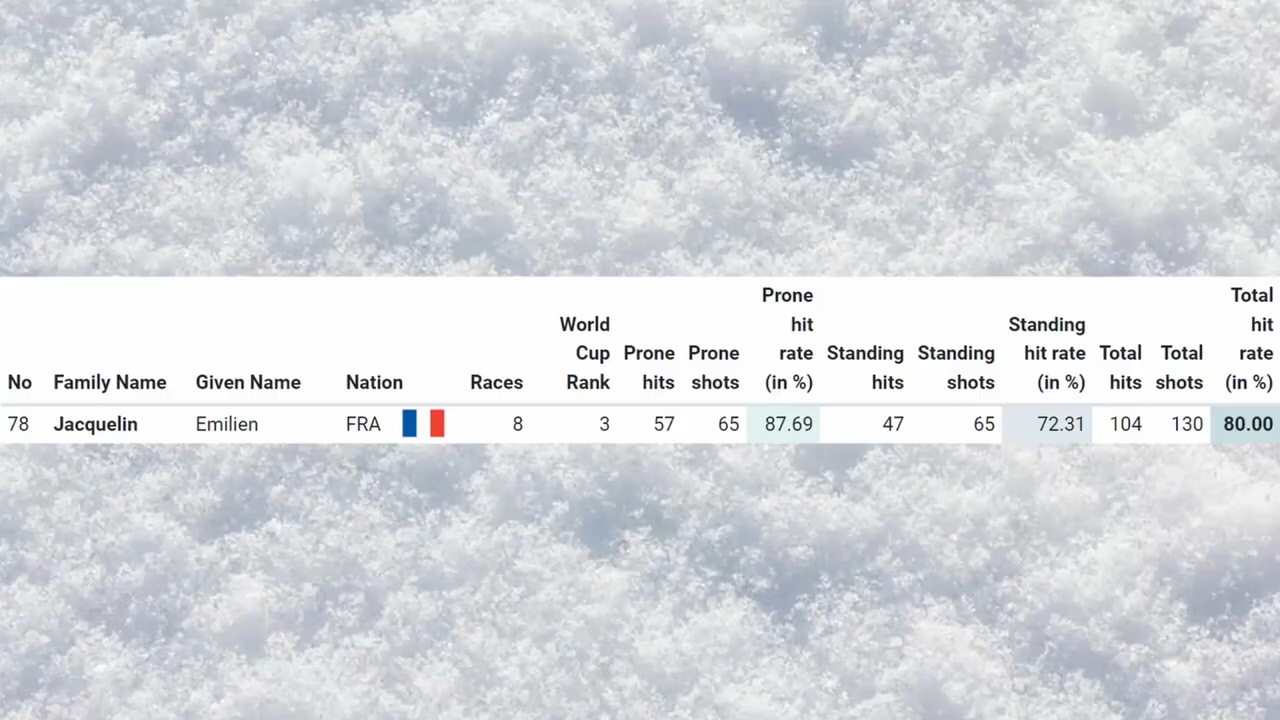 Prone Total
World hit Standing hit
Cup Prone Prone rate Standing Standing hit rate Total Total rate
No Family Name Given Name Nation Races Rank hits shots (in %) hits shots (in %) hits shots (in %)
78 Jacquelin Emilien FRA 8 3 57 65 87.69 47 65 72.31 104 130 80.00